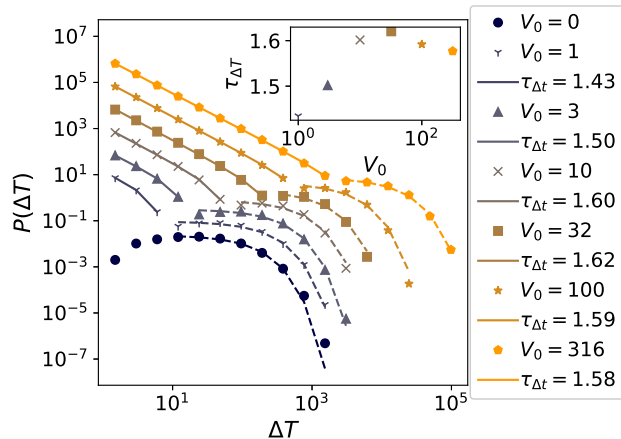 10⁷
10⁵
10³
10¹
10⁻¹
10⁻³
10⁻⁵
10⁻⁷
P(ΔT)
10¹
10³
10⁵
ΔT
1.6
1.5
τ_Δt
10⁰
10²
V₀
V₀ = 0
V₀ = 1
τ_Δt = 1.43
V₀ = 3
τ_Δt = 1.50
V₀ = 10
τ_Δt = 1.60
V₀ = 32
τ_Δt = 1.62
V₀ = 100
τ_Δt = 1.59
V₀ = 316
τ_Δt = 1.58